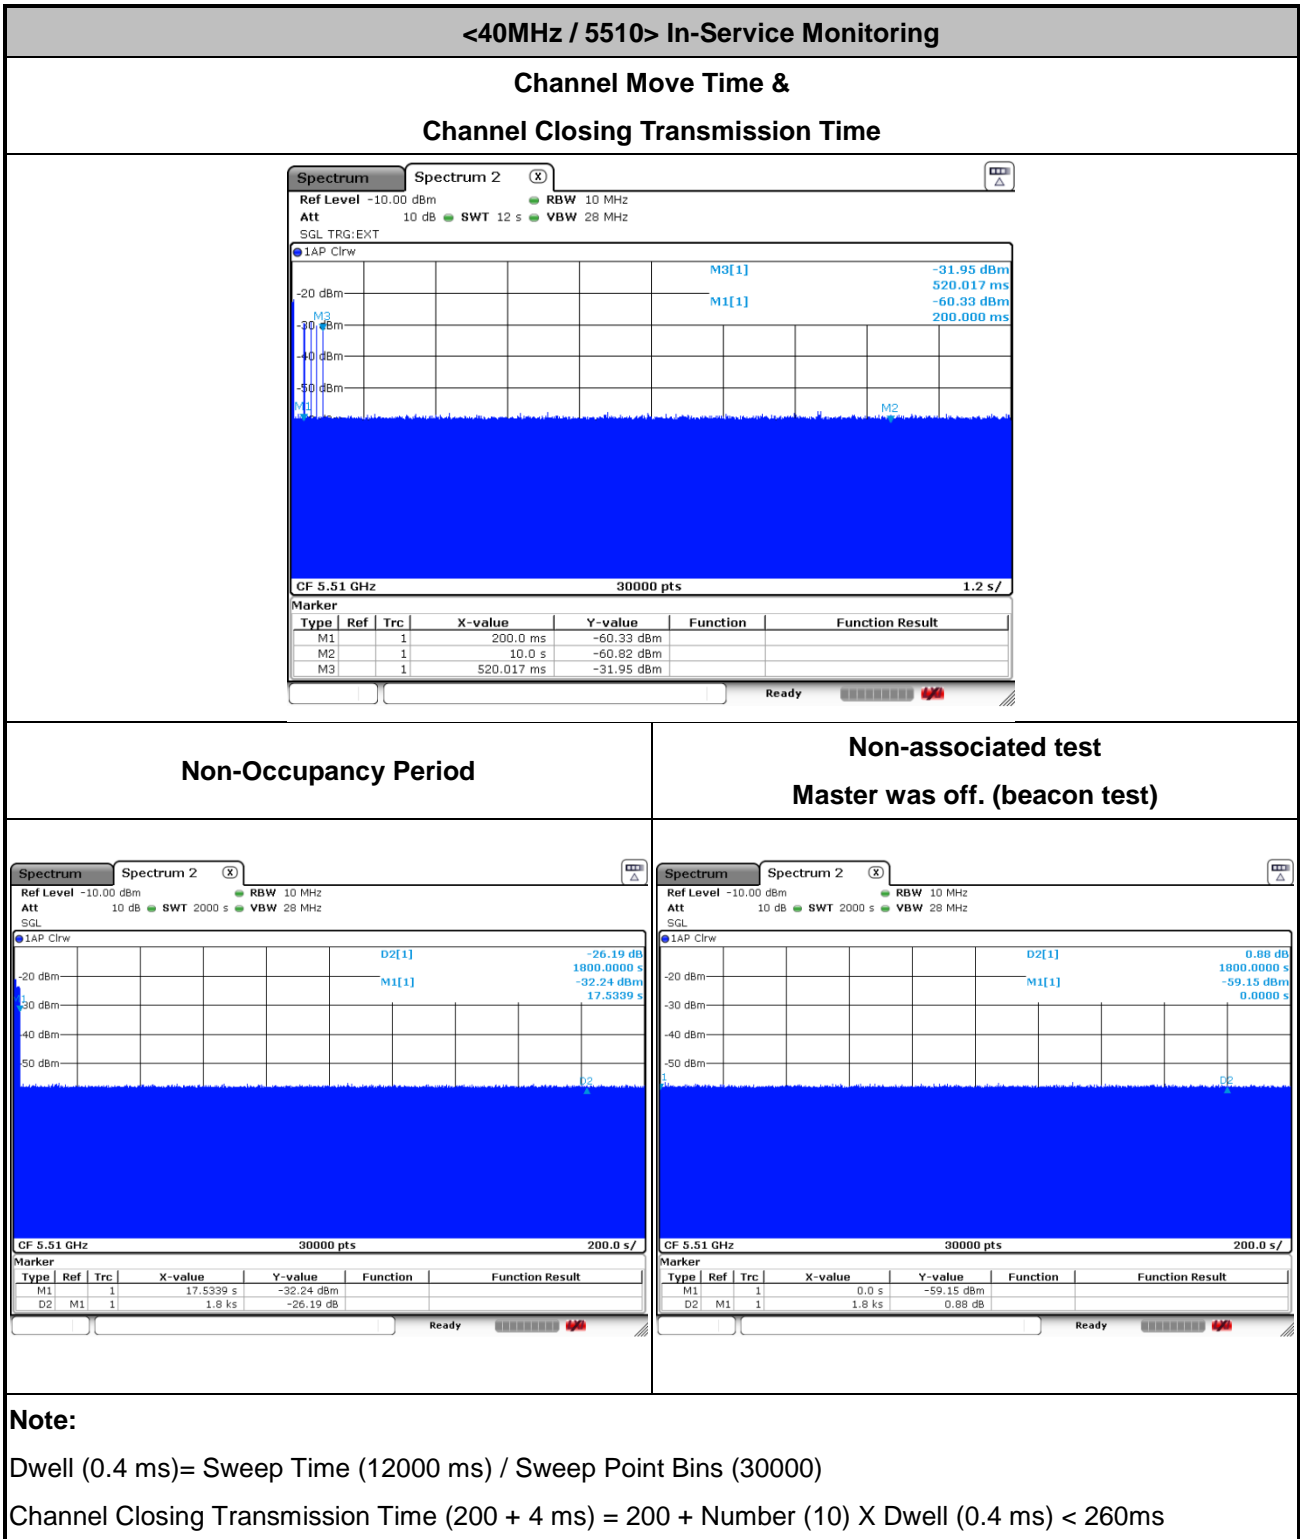 <40MHz / 5510> In-Service Monitoring
Channel Move Time &
Channel Closing Transmission Time
Spectrum Spectrum 2 X
Ref Level -10.00 dBm RBW 10 MHz
Att 10 dB SWT 12 s VBW 28 MHz
SGL TRG:EXT
1AP Clrw
M3[1] -31.95 dBm
520.017 ms
-20 dBm
M1[1] -60.33 dBm
200.000 ms
M3
-30 dBm
-40 dBm
-50 dBm
M1 M2
CF 5.51 GHz 30000 pts 1.2 s/
Marker
Type Ref Trc X-value Y-value Function Function Result
M1 1 200.0 ms -60.33 dBm
M2 1 10.0 s -60.82 dBm
M3 1 520.017 ms -31.95 dBm
Ready
Non-Occupancy Period
Non-associated test
Master was off. (beacon test)
Spectrum Spectrum 2 X
Ref Level -10.00 dBm RBW 10 MHz
Att 10 dB SWT 2000 s VBW 28 MHz
SGL
1AP Clrw
D2[1] -26.19 dB
1800.0000 s
-20 dBm
M1[1] -32.24 dBm
17.5339 s
-30 dBm
-40 dBm
-50 dBm
D2
CF 5.51 GHz 30000 pts 200.0 s/
Marker
Type Ref Trc X-value Y-value Function Function Result
M1 1 17.5339 s -32.24 dBm
D2 M1 1 1.8 ks -26.19 dB
Ready
Spectrum Spectrum 2 X
Ref Level -10.00 dBm RBW 10 MHz
Att 10 dB SWT 2000 s VBW 28 MHz
SGL
1AP Clrw
D2[1] 0.88 dB
1800.0000 s
-20 dBm
M1[1] -59.15 dBm
0.0000 s
-30 dBm
-40 dBm
-50 dBm
1 D2
CF 5.51 GHz 30000 pts 200.0 s/
Marker
Type Ref Trc X-value Y-value Function Function Result
M1 1 0.0 s -59.15 dBm
D2 M1 1 1.8 ks 0.88 dB
Ready
Note:
Dwell (0.4 ms)= Sweep Time (12000 ms) / Sweep Point Bins (30000)
Channel Closing Transmission Time (200 + 4 ms) = 200 + Number (10) X Dwell (0.4 ms) < 260ms